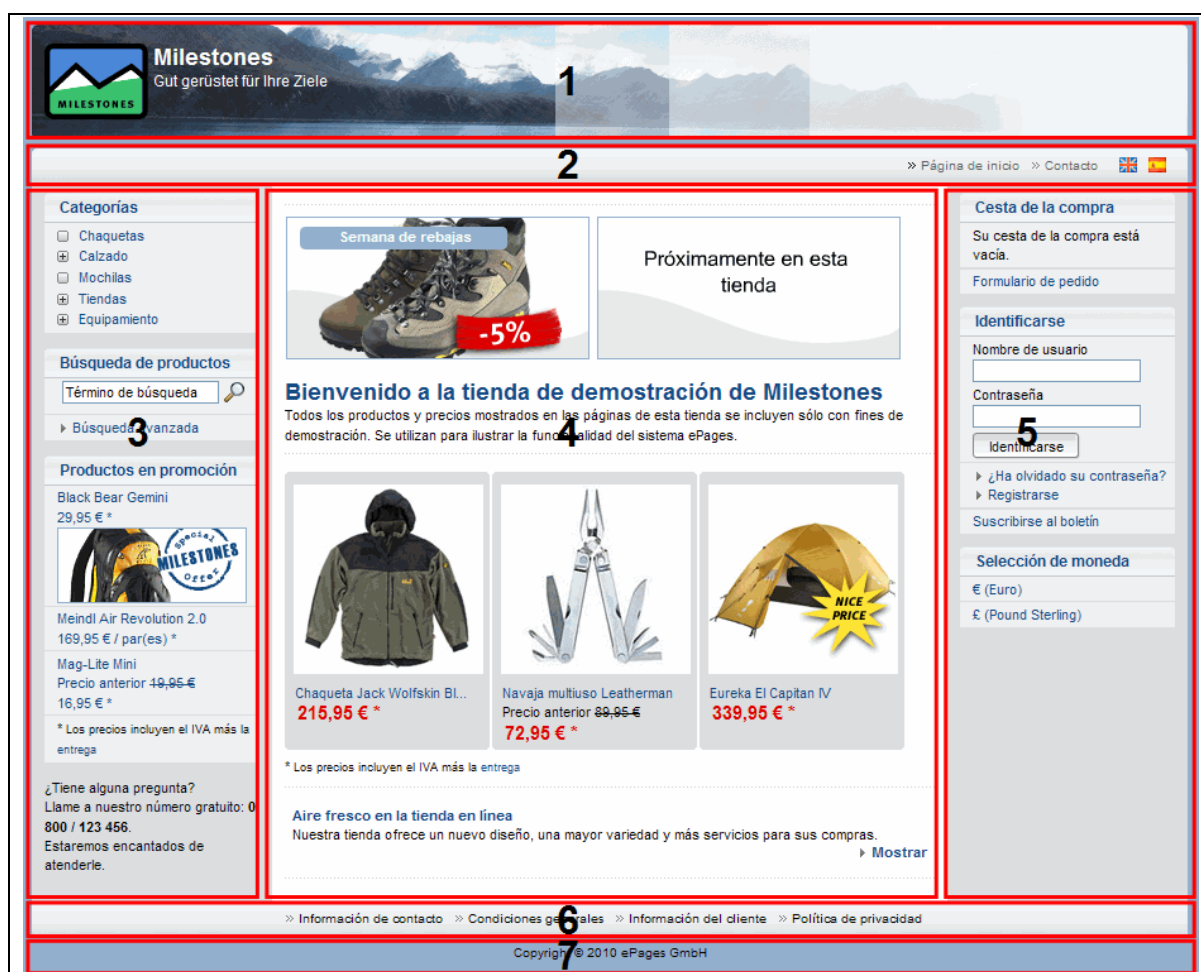 Milestones
Gut gerüstet für Ihre Ziele
MILESTONES
1
2
» Página de inicio » Contacto
Categorías
Chaquetas
Calzado
Mochilas
Tiendas
Equipamiento
Búsqueda de productos
Término de búsqueda
Búsqueda avanzada
3
Productos en promoción
Black Bear Gemini
29,95 € *
Special
MILESTONES
Offer
Meindl Air Revolution 2.0
169,95 € / par(es) *
Mag-Lite Mini
Precio anterior 19,95 €
16,95 € *
* Los precios incluyen el IVA más la
entrega
¿Tiene alguna pregunta?
Llame a nuestro número gratuito: 0
800 / 123 456.
Estaremos encantados de
atenderle.
Semana de rebajas
-5%
Próximamente en esta
tienda
Bienvenido a la tienda de demostración de Milestones
Todos los productos y precios mostrados en las páginas de esta tienda se incluyen sólo con fines de
demostración. Se utilizan para ilustrar la funcionalidad del sistema ePages.
4
NICE
PRICE
Chaqueta Jack Wolfskin Bl...
215,95 € *
Navaja multiuso Leatherman
Precio anterior 89,95 €
72,95 € *
Eureka El Capitan IV
339,95 € *
* Los precios incluyen el IVA más la entrega
Aire fresco en la tienda en línea
Nuestra tienda ofrece un nuevo diseño, una mayor variedad y más servicios para sus compras.
Mostrar
Cesta de la compra
Su cesta de la compra está
vacía.
Formulario de pedido
Identificarse
Nombre de usuario
Contraseña
5
Identificarse
¿Ha olvidado su contraseña?
Registrarse
Suscribirse al boletín
Selección de moneda
€ (Euro)
£ (Pound Sterling)
» Información de contacto » Condiciones generales » Información del cliente » Política de privacidad
6
Copyright © 2010 ePages GmbH
7